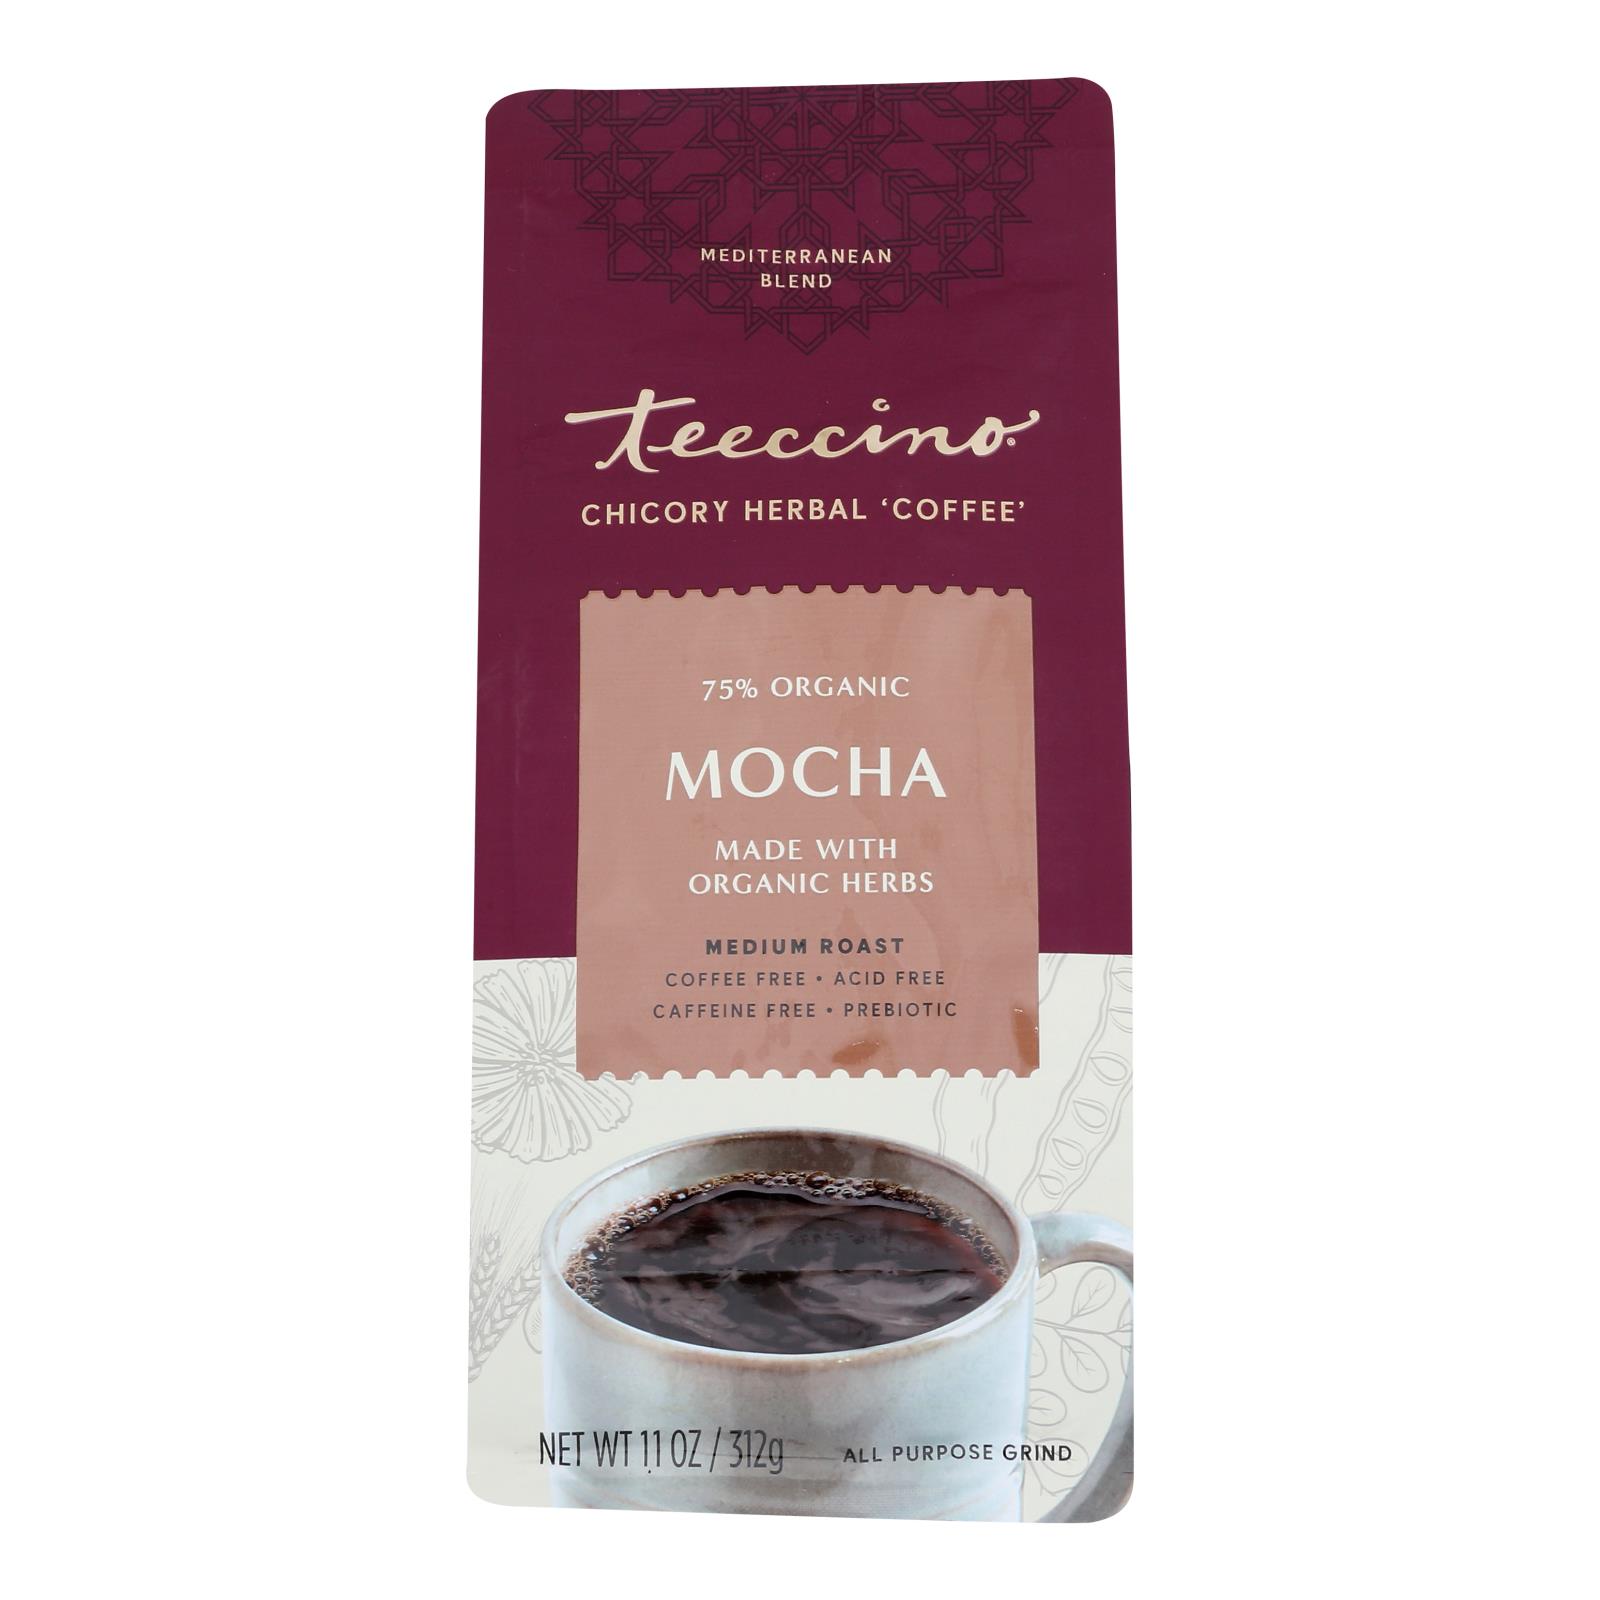 MEDITERRANEAN
BLEND
teeccino®
CHICORY HERBAL ‘COFFEE’
75% ORGANIC
MOCHA
MADE WITH
ORGANIC HERBS
MEDIUM ROAST
COFFEE FREE • ACID FREE
CAFFEINE FREE • PREBIOTIC
NET WT 11 OZ / 312g
ALL PURPOSE GRIND